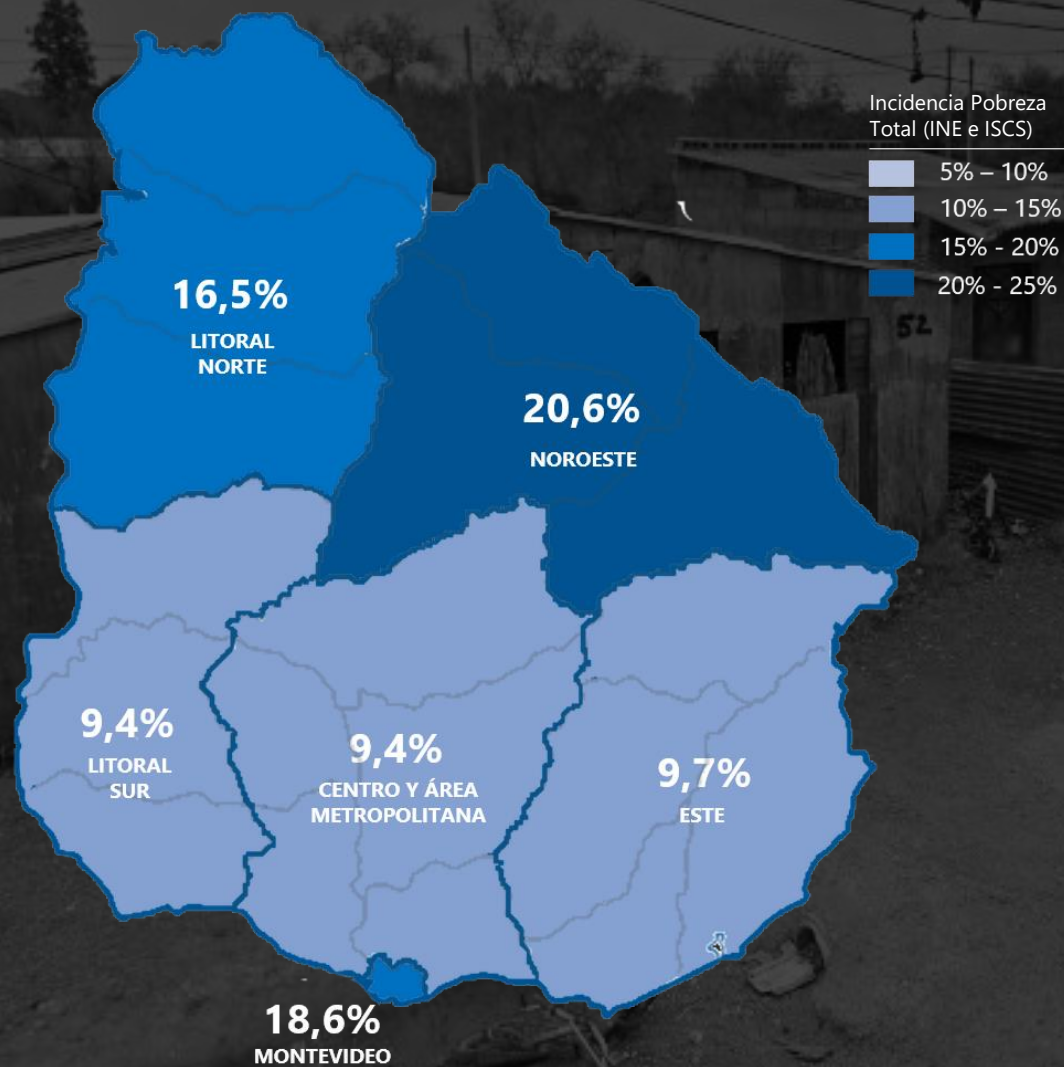 Incidencia Pobreza
Total (INE e ISCS)
5% – 10%
10% – 15%
15% - 20%
20% - 25%
52
16,5%
LITORAL
NORTE
20,6%
NOROESTE
9,4%
LITORAL
SUR
9,4%
CENTRO Y ÁREA
METROPOLITANA
9,7%
ESTE
18,6%
MONTEVIDEO